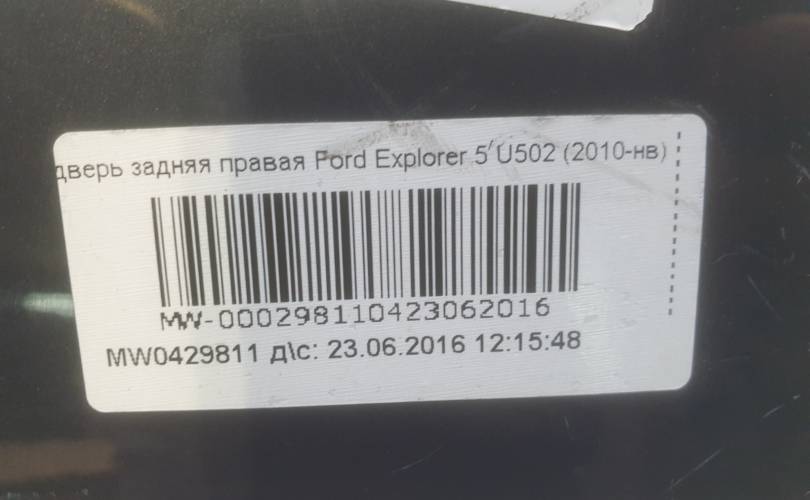 дверь задняя правая Ford Explorer 5 U502 (2010-нв)
MW-000298110423062016
MW0429811 д\с: 23.06.2016 12:15:48